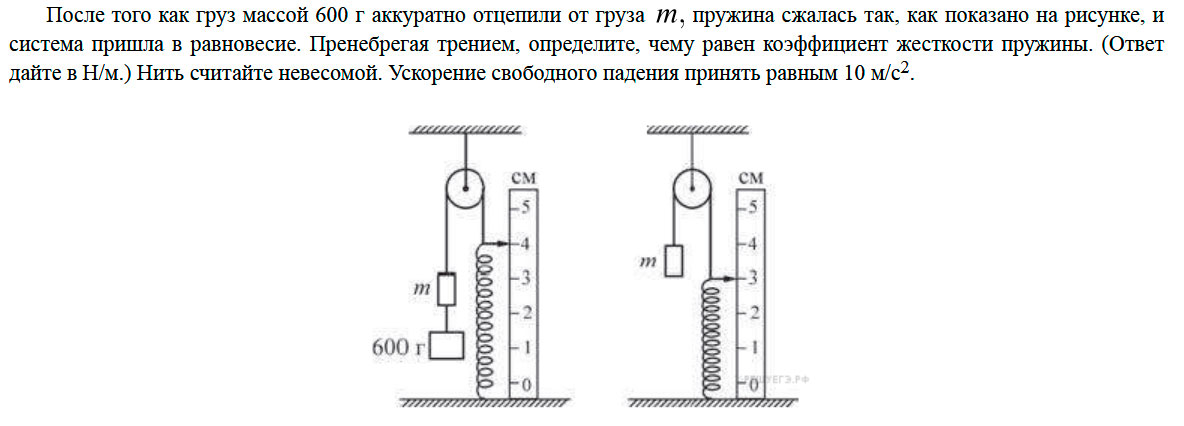 После того как груз массой 600 г аккуратно отцепили от груза m, пружина сжалась так, как показано на рисунке, и
система пришла в равновесие. Пренебрегая трением, определите, чему равен коэффициент жесткости пружины. (Ответ
дайте в Н/м.) Нить считайте невесомой. Ускорение свободного падения принять равным 10 м/с².
см
5
4
3
2
1
0
m
600 г
см
5
4
3
2
1
0
m
РЕШУЕГЭ.РФ